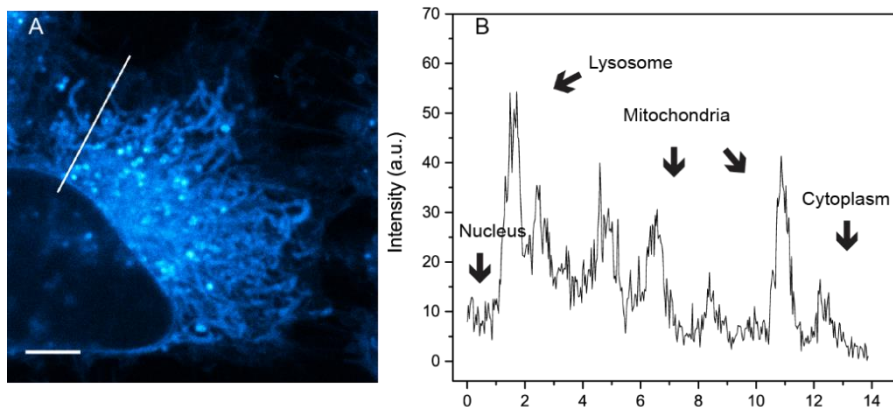 A
B
70
60
50
40
30
20
10
0
Intensity (a.u.)
Lysosome
Mitochondria
Nucleus
Cytoplasm
0 2 4 6 8 10 12 14